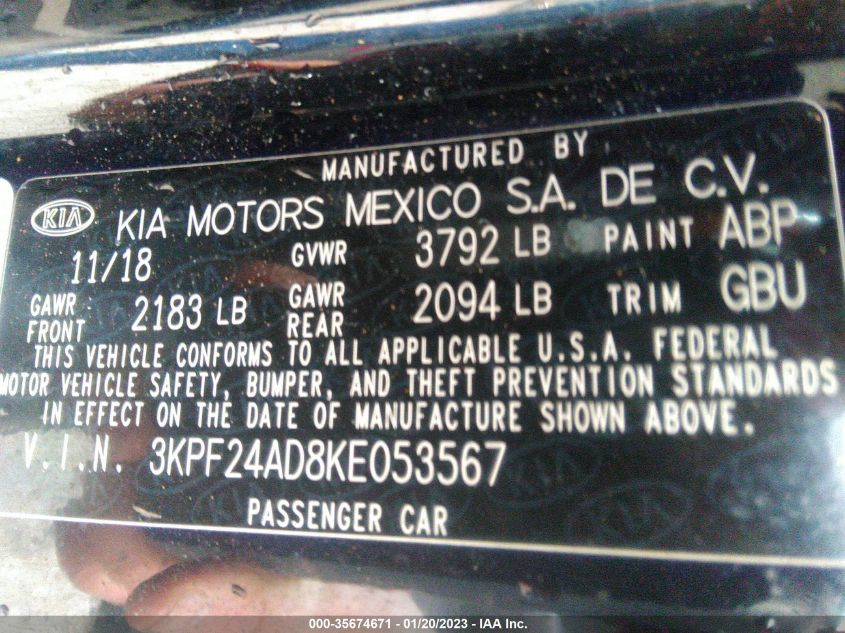 MANUFACTURED BY
KIA KIA MOTORS MEXICO S.A. DE C.V.
11/18 GVWR 3792 LB PAINT ABP
GAWR FRONT 2183 LB GAWR REAR 2094 LB TRIM GBU
THIS VEHICLE CONFORMS TO ALL APPLICABLE U.S.A. FEDERAL
MOTOR VEHICLE SAFETY, BUMPER, AND THEFT PREVENTION STANDARDS
IN EFFECT ON THE DATE OF MANUFACTURE SHOWN ABOVE.
V.I.N. 3KPF24AD8KE053567
PASSENGER CAR
000-35674671 - 01/20/2023 - IAA Inc.